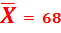 X̅ = 68